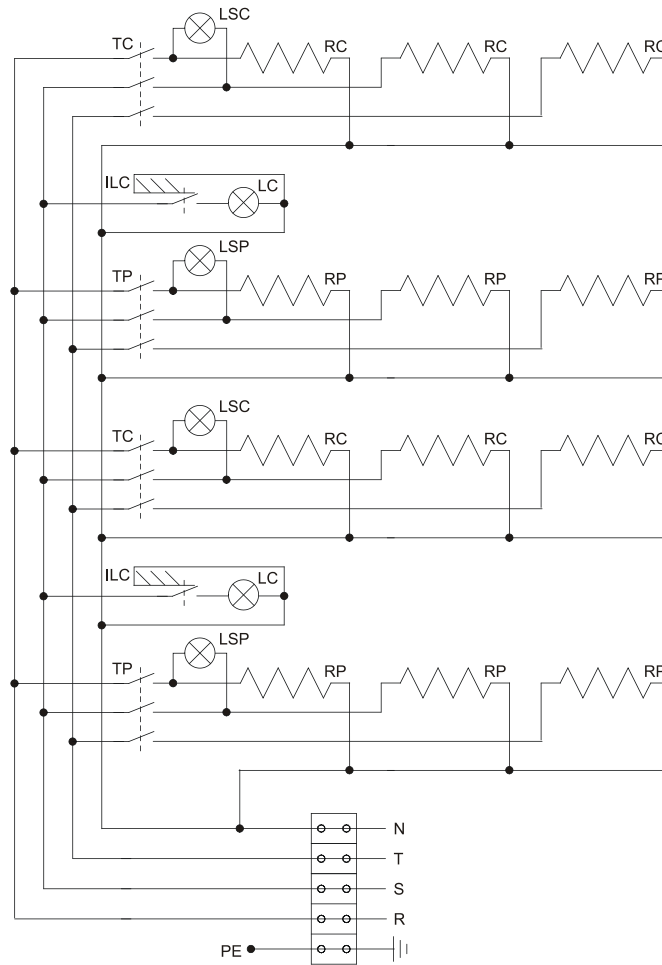 LSC
TC RC RC RC
ILC LC
LSP
TP RP RP RP
LSC
TC RC RC RC
ILC LC
LSP
TP RP RP RP
N
T
S
R
PE